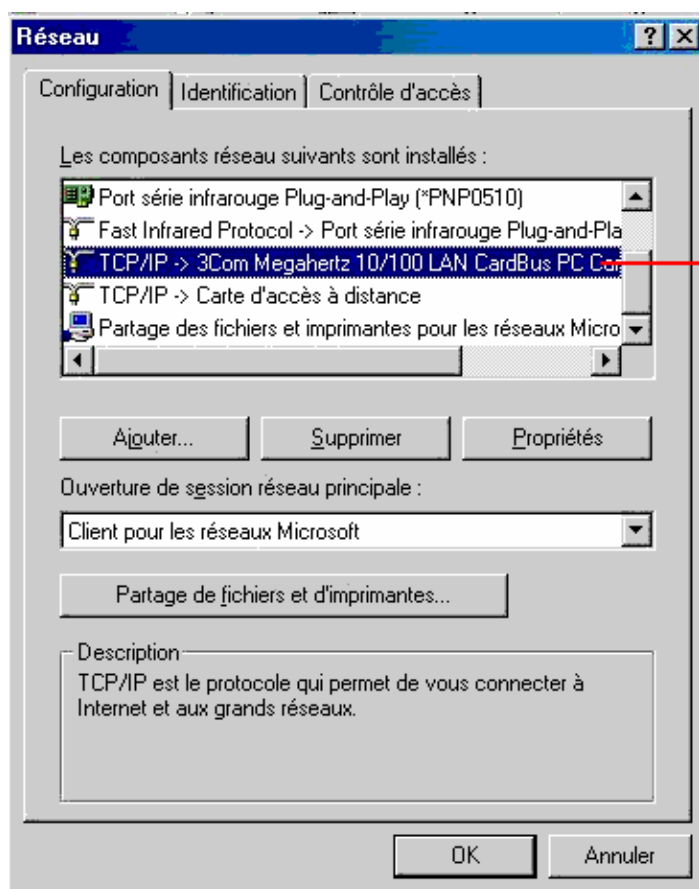 Réseau
Configuration Identification Contrôle d'accès
Les composants réseau suivants sont installés :
Port série infrarouge Plug-and-Play (*PNP0510)
Fast Infrared Protocol -> Port série infrarouge Plug-and-Pla
TCP/IP -> 3Com Megahertz 10/100 LAN CardBus PC Car
TCP/IP -> Carte d'accès à distance
Partage des fichiers et imprimantes pour les réseaux Micro
Ajouter... Supprimer Propriétés
Ouverture de session réseau principale :
Client pour les réseaux Microsoft
Partage de fichiers et d'imprimantes...
Description
TCP/IP est le protocole qui permet de vous connecter à
Internet et aux grands réseaux.
OK Annuler